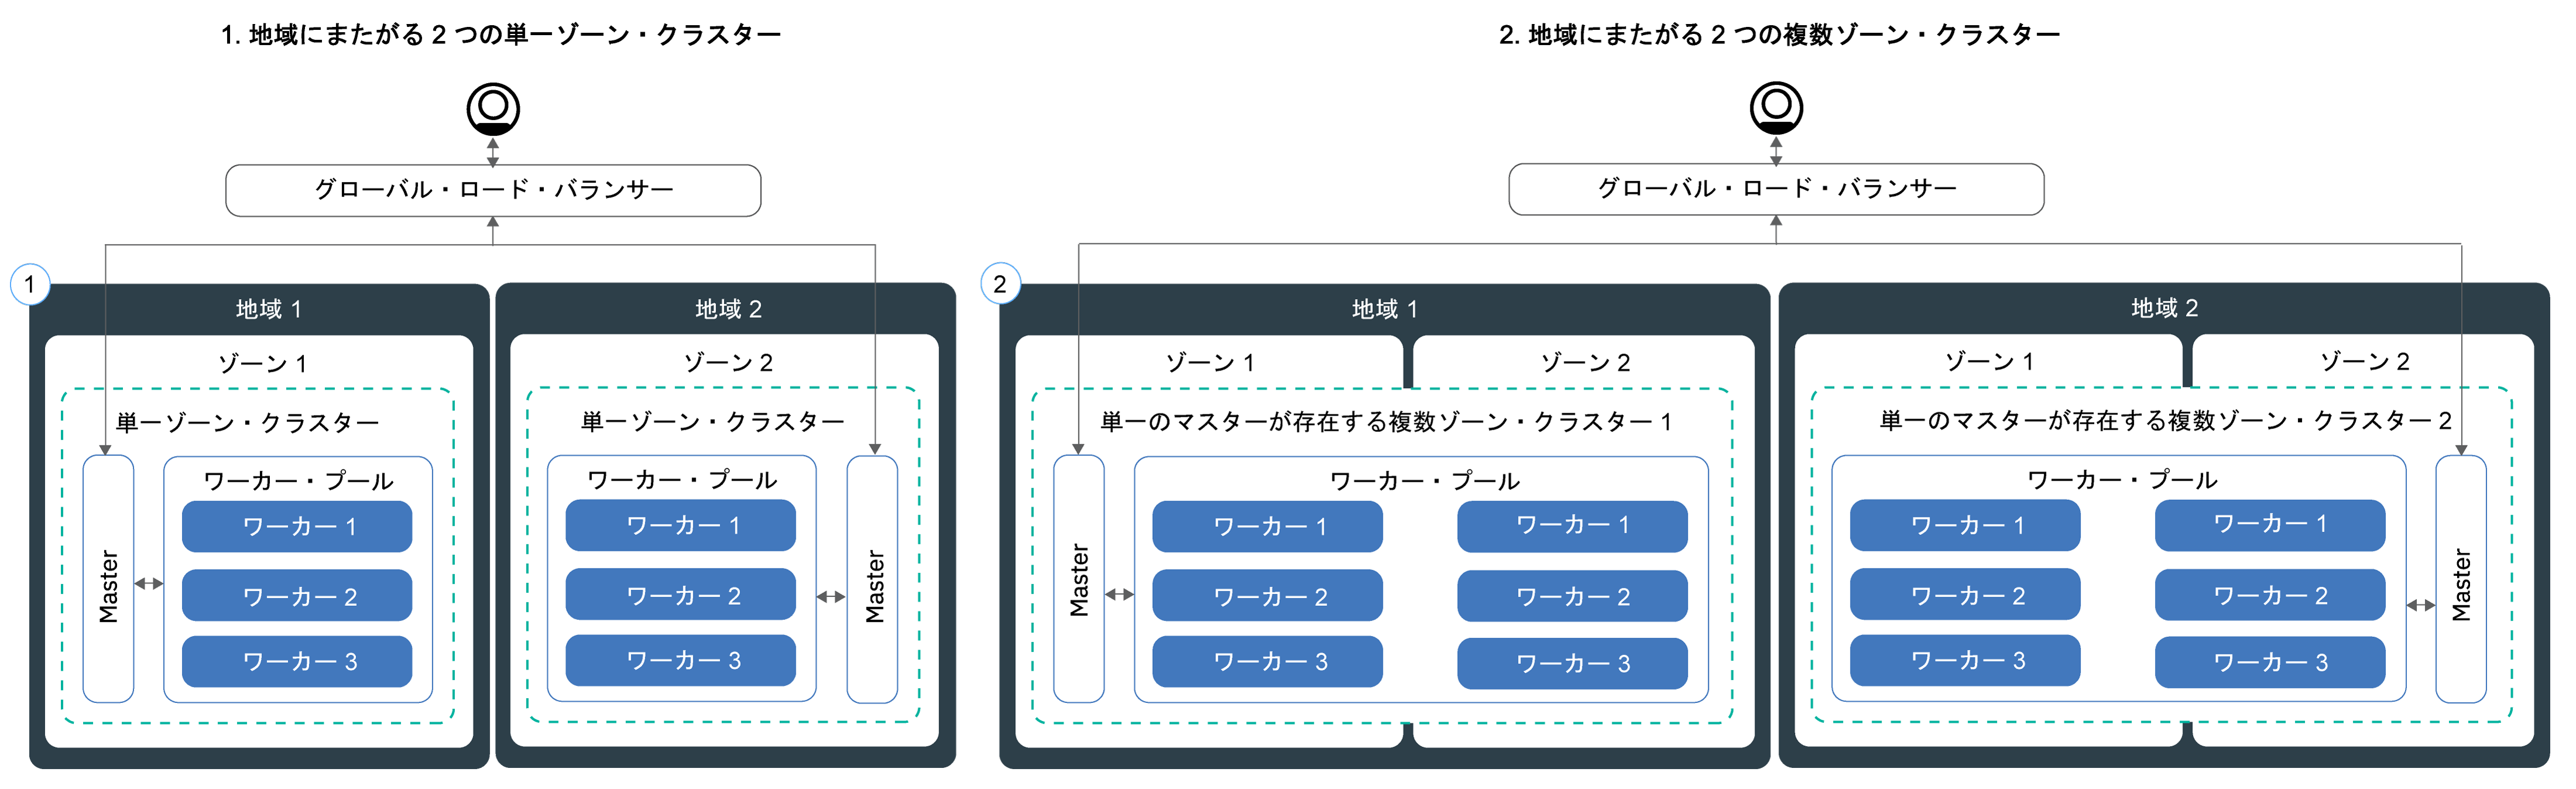 1. 地域にまたがる 2 つの単一ゾーン・クラスター
グローバル・ロード・バランサー
1
地域 1
ゾーン 1
単一ゾーン・クラスター
Master
ワーカー・プール
ワーカー 1
ワーカー 2
ワーカー 3
地域 2
ゾーン 2
単一ゾーン・クラスター
ワーカー・プール
ワーカー 1
ワーカー 2
ワーカー 3
Master
2. 地域にまたがる 2 つの複数ゾーン・クラスター
グローバル・ロード・バランサー
2
地域 1
ゾーン 1
ゾーン 2
単一のマスターが存在する複数ゾーン・クラスター 1
Master
ワーカー・プール
ワーカー 1
ワーカー 2
ワーカー 3
ワーカー 1
ワーカー 2
ワーカー 3
地域 2
ゾーン 1
ゾーン 2
単一のマスターが存在する複数ゾーン・クラスター 2
ワーカー・プール
ワーカー 1
ワーカー 2
ワーカー 3
ワーカー 1
ワーカー 2
ワーカー 3
Master